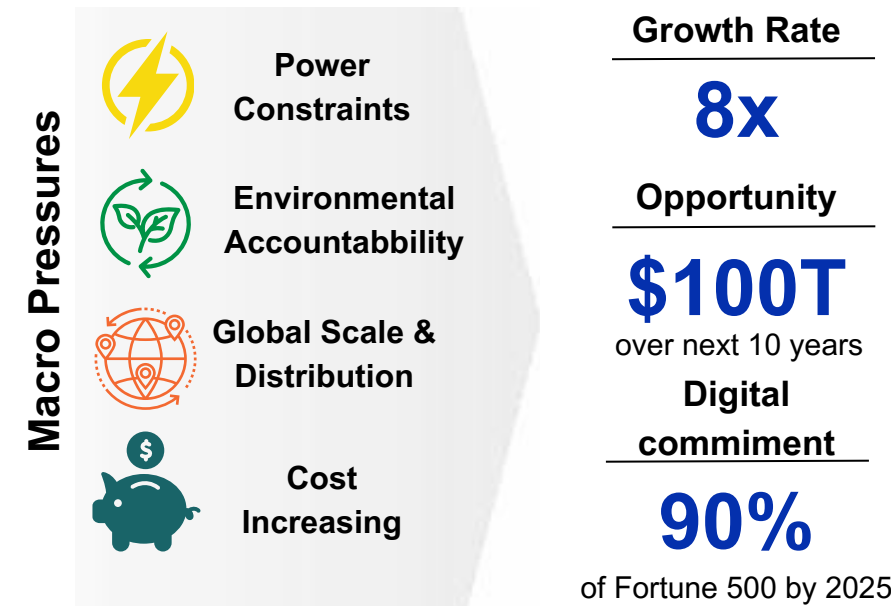 Macro Pressures
Power
Constraints
Environmental
Accountabbility
Global Scale &
Distribution
$
Cost
Increasing
Growth Rate
8x
Opportunity
$100T
over next 10 years
Digital
commiment
90%
of Fortune 500 by 2025